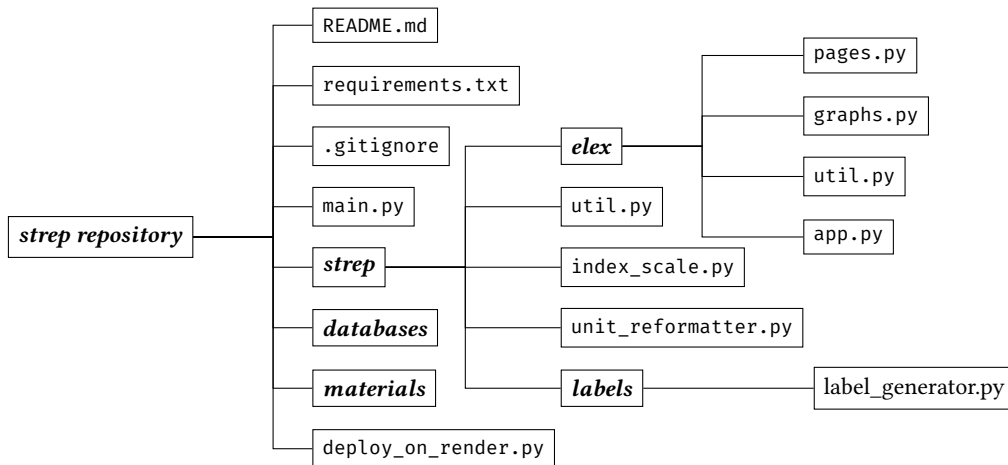 strep repository
README.md
requirements.txt
.gitignore
main.py
strep
databases
materials
deploy_on_render.py
elex
util.py
index_scale.py
unit_reformatter.py
labels
pages.py
graphs.py
util.py
app.py
label_generator.py